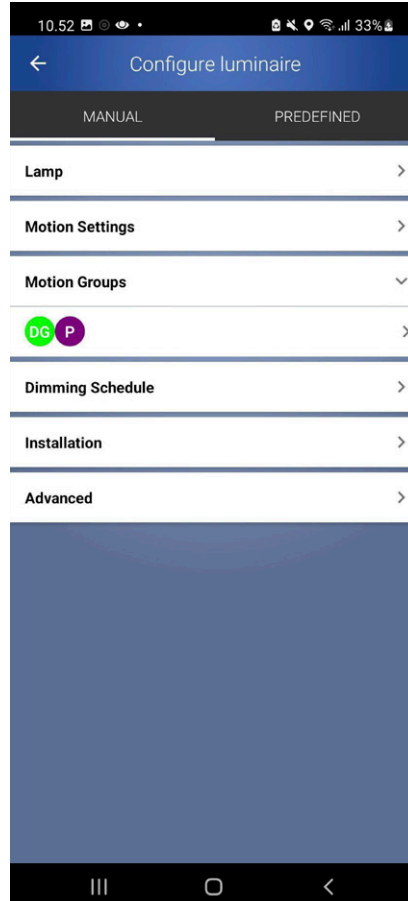 10.52 33%
Configure luminaire
MANUAL PREDEFINED
Lamp
Motion Settings
Motion Groups
DG P
Dimming Schedule
Installation
Advanced